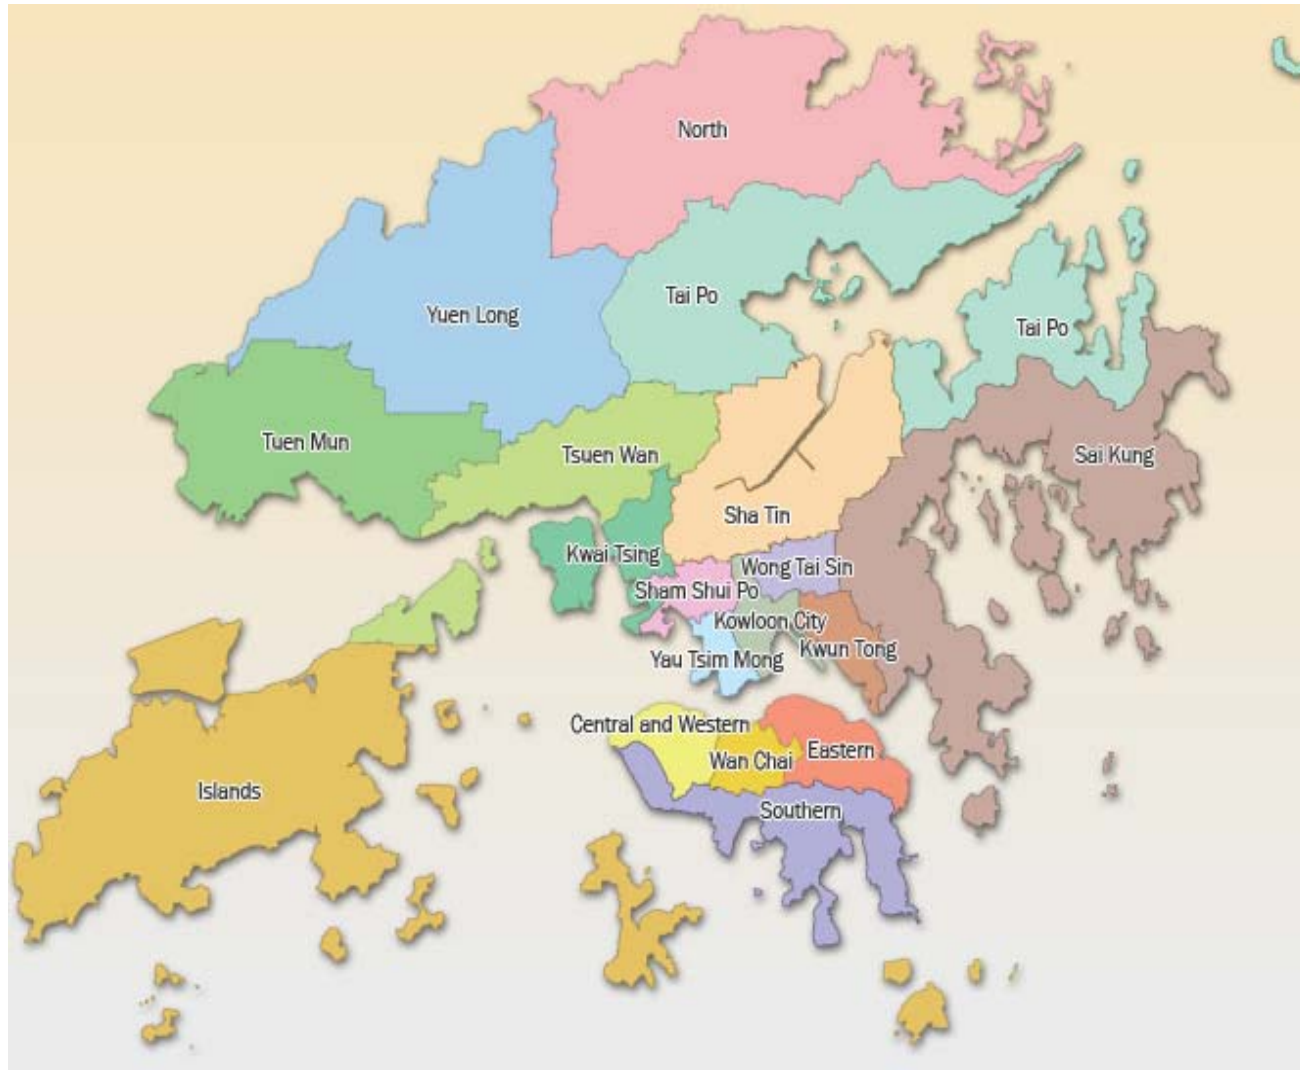 North
Tai Po
Yuen Long
Tai Po
Tuen Mun
Tsuen Wan
Sai Kung
Sha Tin
Kwai Tsing
Wong Tai Sin
Sham Shui Po
Kowloon City
Kwun Tong
Yau Tsim Mong
Central and Western
Eastern
Wan Chai
Islands
Southern